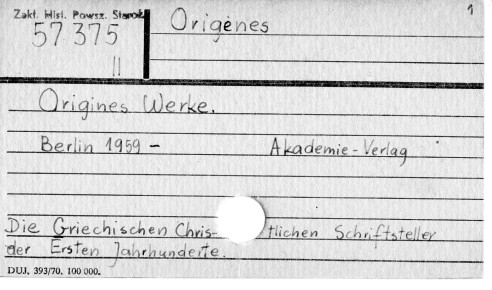 Zakł. Hist. Powsz. Staroż.
57 375
II
Origenes
1
Origines Werke.
Berlin 1959 - Akademie-Verlag
Die Griechischen Chris- tlichen Schriftsteller
der Ersten Jahrhunderte.
DUJ. 393/70. 100 000.